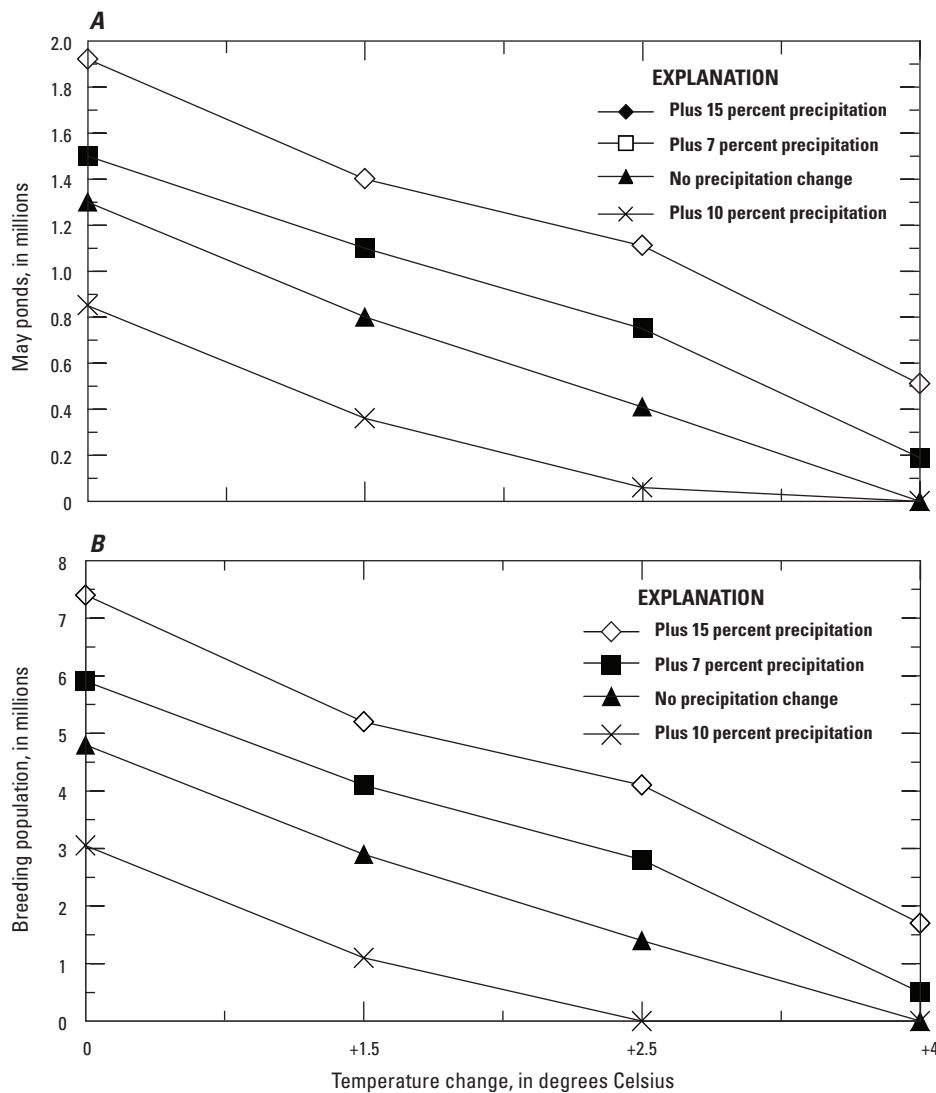 A
2.0
1.8
1.6
1.4
1.2
1.0
0.8
0.6
0.4
0.2
0
May ponds, in millions
EXPLANATION
Plus 15 percent precipitation
Plus 7 percent precipitation
No precipitation change
Plus 10 percent precipitation
B
8
7
6
5
4
3
2
1
0
Breeding population, in millions
EXPLANATION
Plus 15 percent precipitation
Plus 7 percent precipitation
No precipitation change
Plus 10 percent precipitation
0 +1.5 +2.5 +4
Temperature change, in degrees Celsius